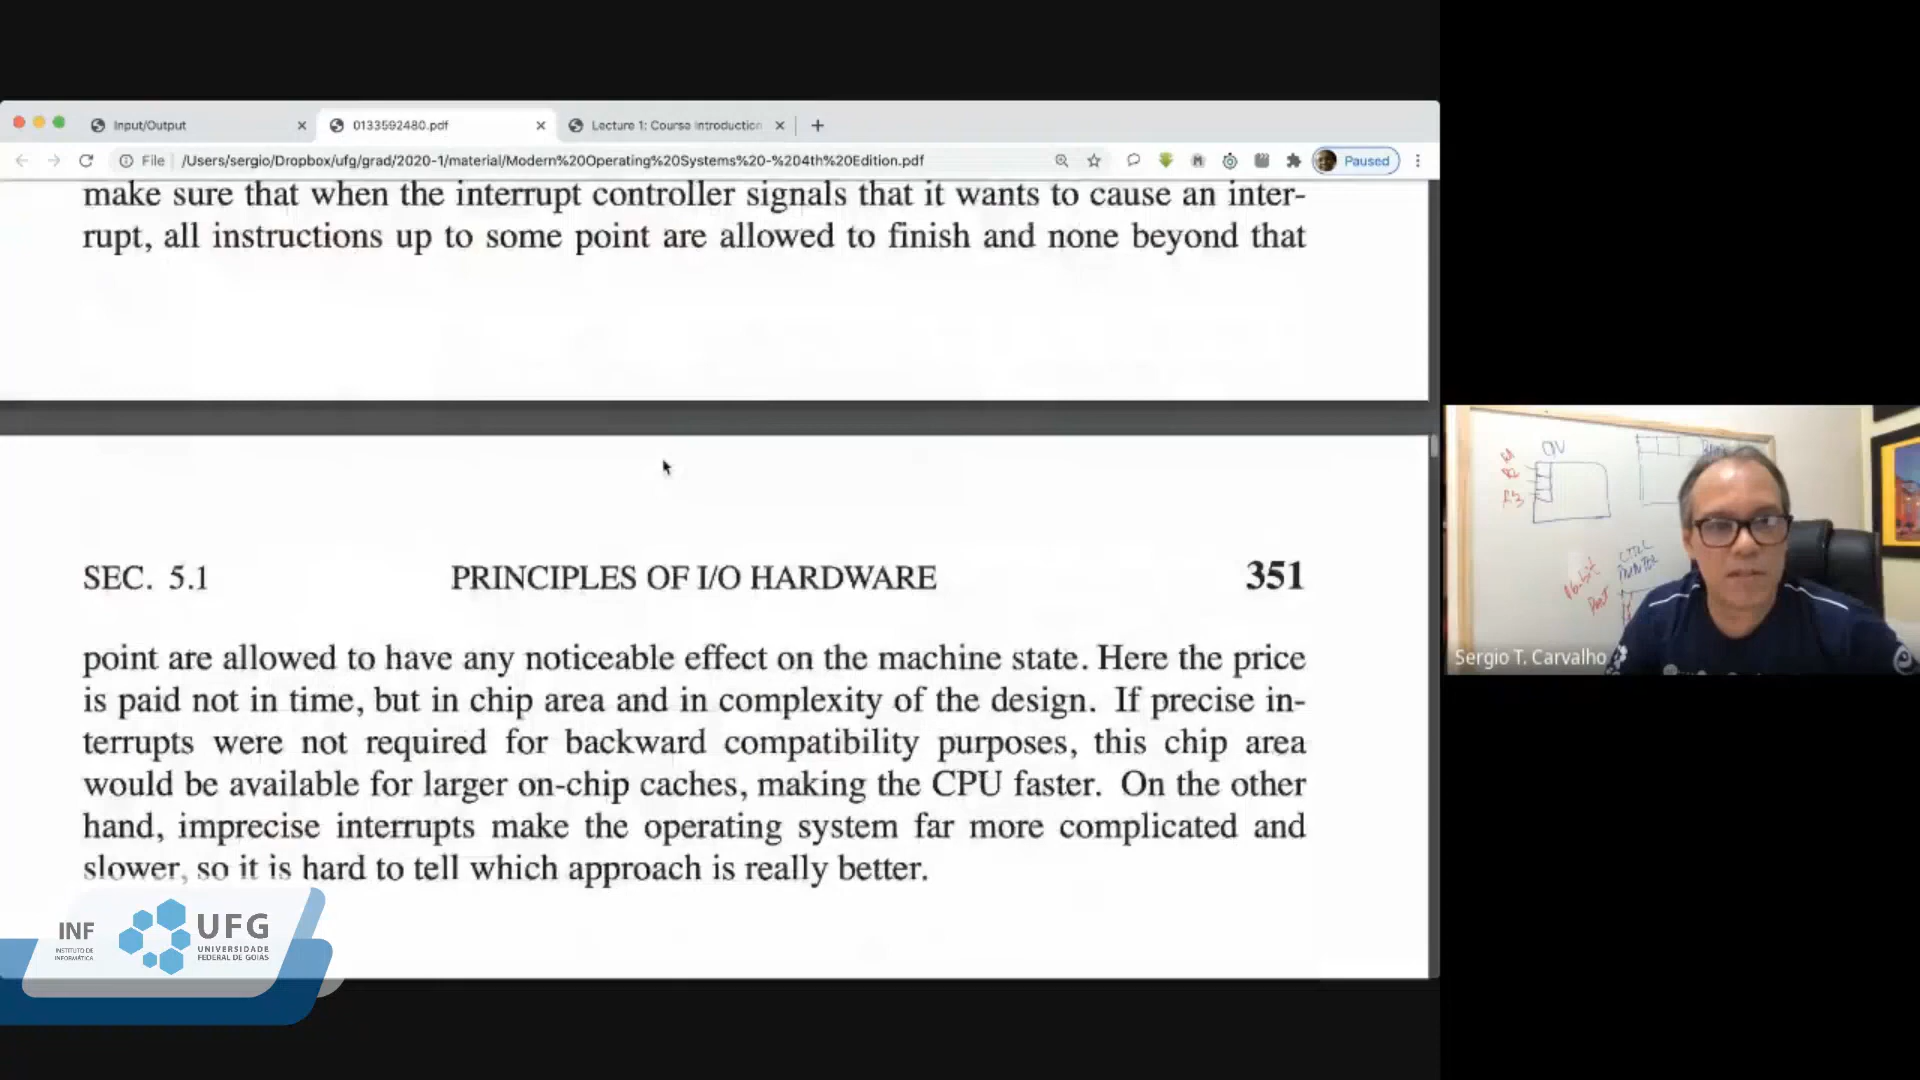 Input/Output
0133592480.pdf
Lecture 1: Course Introduction
File
/Users/sergio/Dropbox/ufg/grad/2020-1/material/Modern%20Operating%20Systems%20-%204th%20Edition.pdf
Paused
make sure that when the interrupt controller signals that it wants to cause an inter-
rupt, all instructions up to some point are allowed to finish and none beyond that
SEC. 5.1 PRINCIPLES OF I/O HARDWARE 351
point are allowed to have any noticeable effect on the machine state. Here the price
is paid not in time, but in chip area and in complexity of the design. If precise in-
terrupts were not required for backward compatibility purposes, this chip area
would be available for larger on-chip caches, making the CPU faster. On the other
hand, imprecise interrupts make the operating system far more complicated and
slower, so it is hard to tell which approach is really better.
INF
INSTITUTO DE
INFORMÁTICA
UFG
UNIVERSIDADE
FEDERAL DE GOIÁS
R2
R3
Sergio T. Carvalho